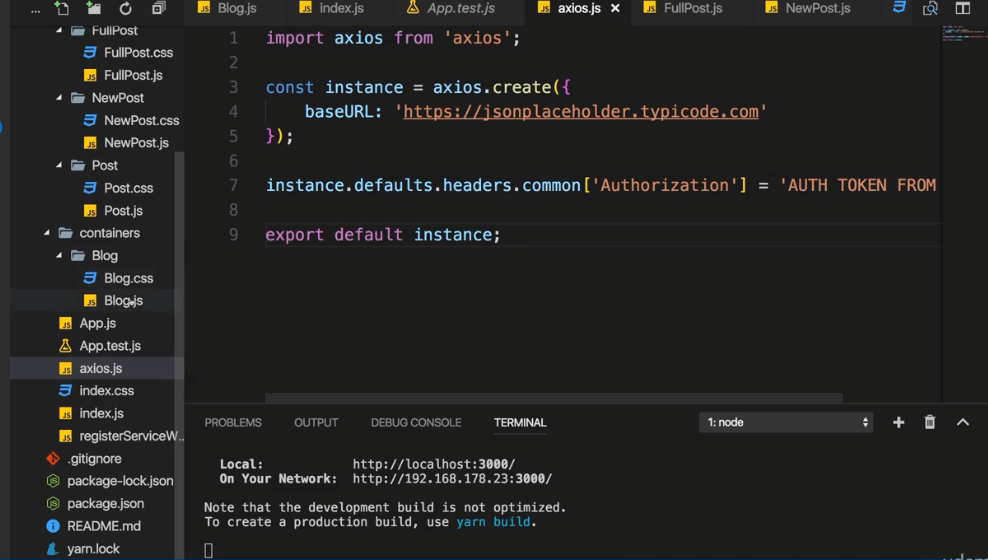 ...
Blog.js
index.js
App.test.js
axios.js
FullPost.js
NewPost.js
FullPost
FullPost.css
FullPost.js
NewPost
NewPost.css
NewPost.js
Post
Post.css
Post.js
containers
Blog
Blog.css
Blog.js
App.js
App.test.js
axios.js
index.css
index.js
registerServiceW...
.gitignore
package-lock.json
package.json
README.md
yarn.lock
1 import axios from 'axios';
2
3 const instance = axios.create({
4 baseURL: 'https://jsonplaceholder.typicode.com'
5 });
6
7 instance.defaults.headers.common['Authorization'] = 'AUTH TOKEN FROM
8
9 export default instance;
PROBLEMS OUTPUT DEBUG CONSOLE TERMINAL 1: node
Local: http://localhost:3000/
On Your Network: http://192.168.178.23:3000/
Note that the development build is not optimized.
To create a production build, use yarn build.